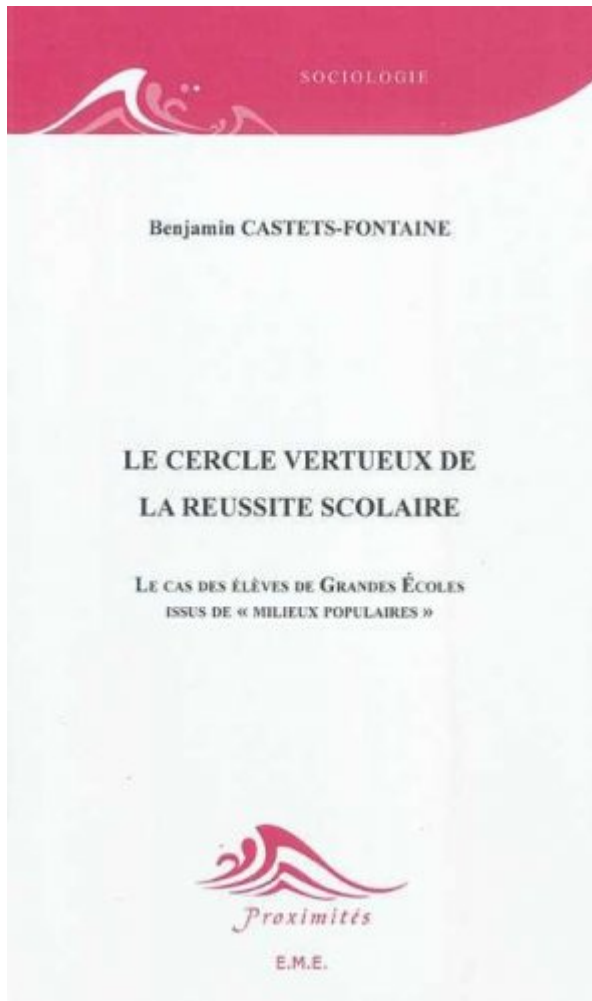 SOCIOLOGIE
Benjamin CASTETS-FONTAINE
LE CERCLE VERTUEUX DE
LA REUSSITE SCOLAIRE
LE CAS DES ÉLÈVES DE GRANDES ÉCOLES
ISSUS DE « MILIEUX POPULAIRES »
Proximités
E.M.E.